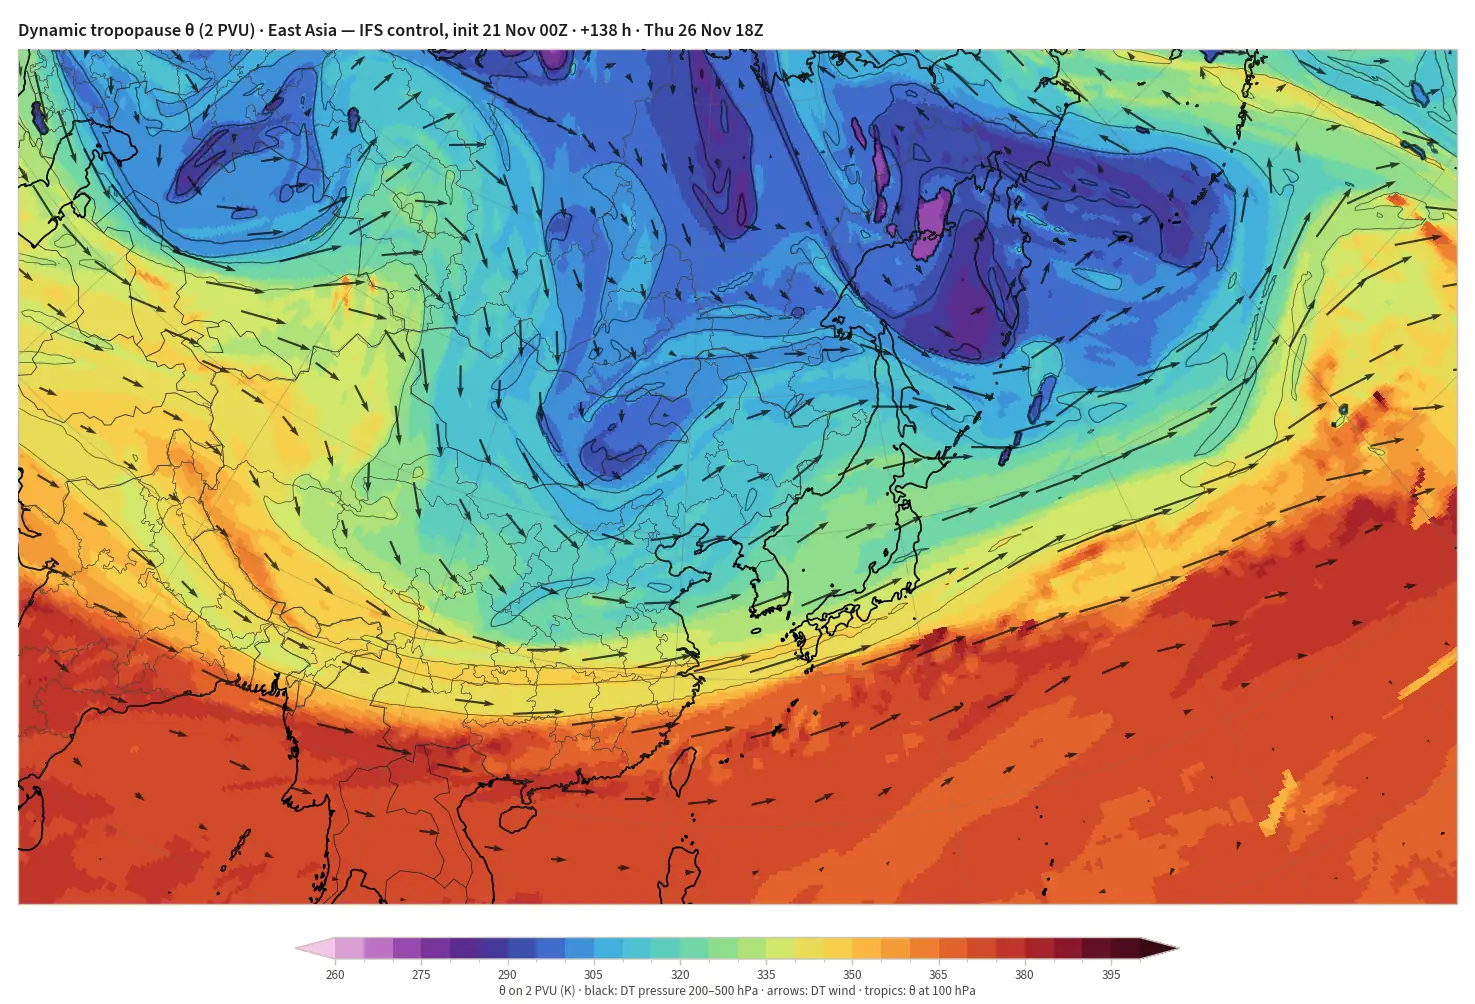 Dynamic tropopause θ (2 PVU) · East Asia — IFS control, init 21 Nov 00Z · +138 h · Thu 26 Nov 18Z
260 275 290 305 320 335 350 365 380 395
θ on 2 PVU (K) · black: DT pressure 200–500 hPa · arrows: DT wind · tropics: θ at 100 hPa